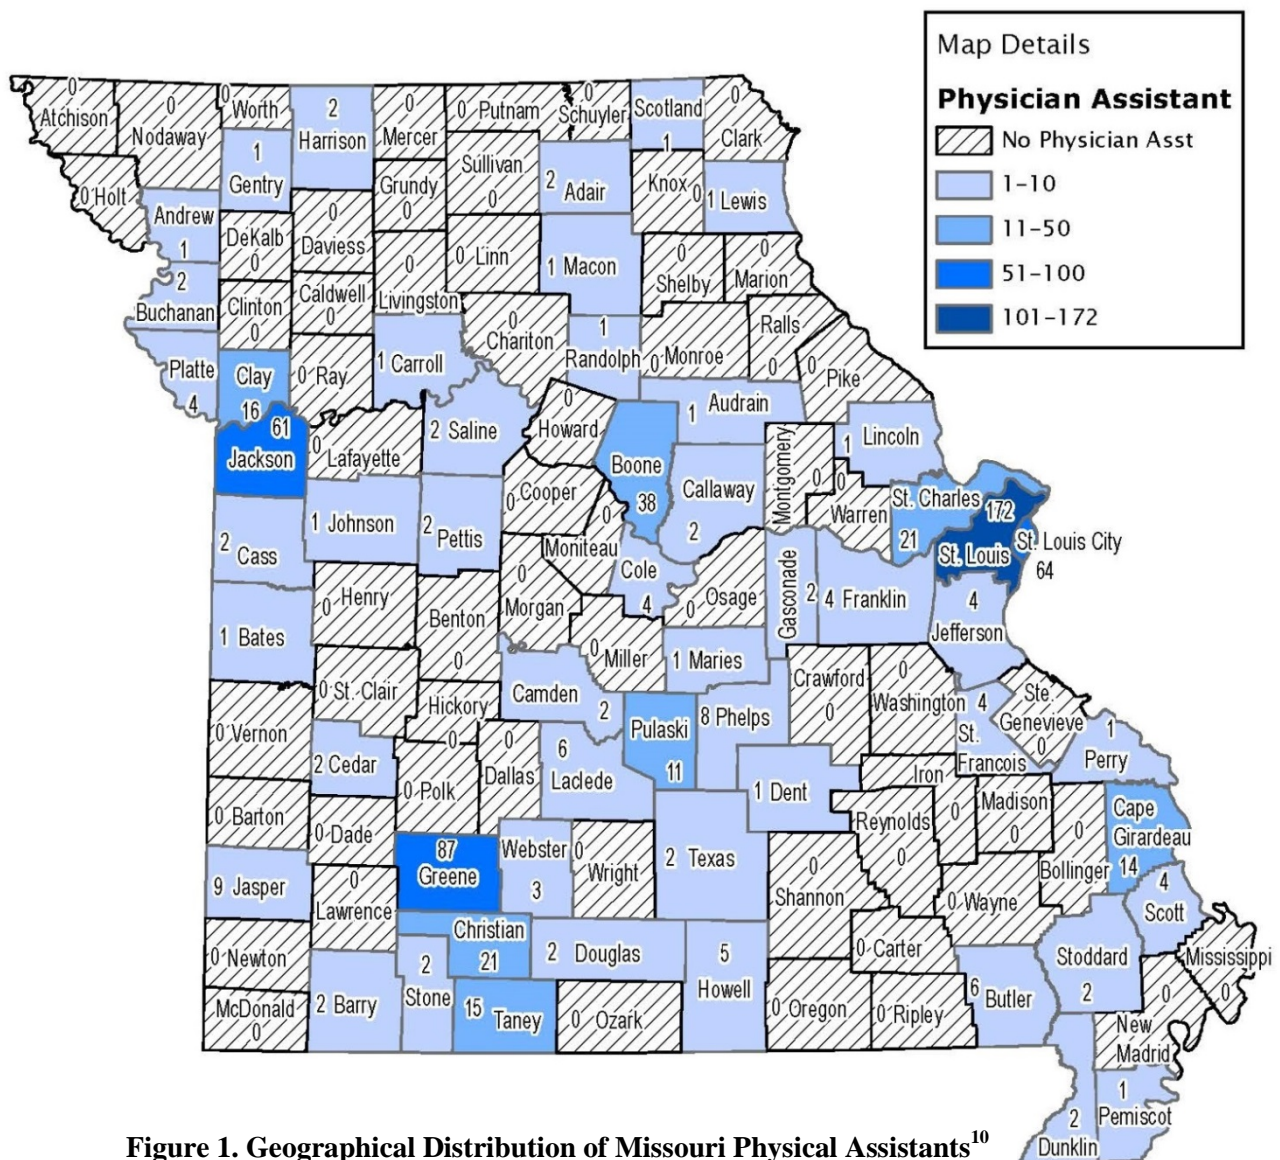 Map Details
Physician Assistant
No Physician Asst
1-10
11-50
51-100
101-172
0
Atchison
0
Nodaway
0
Worth
2
Harrison
0
Mercer
0 Putnam
0
Schuyler
Scotland
1
0
Clark
0 Holt
1
Gentry
Sullivan
0
2 Adair
Knox 0
1 Lewis
Andrew
1
DeKalb
0
0
Daviess
Grundy
0
0 Linn
1 Macon
0
Shelby
0
Marion
2
Buchanan
Clinton
0
Caldwell
0
0
Livingston
0
Chariton
1
Randolph
0 Monroe
Ralls
0
0
Pike
Platte
4
Clay
16
0 Ray
1 Carroll
0
Howard
1 Audrain
61
Jackson
0
Lafayette
2 Saline
Boone
38
Callaway
2
Montgomery
0
1 Lincoln
0
Warren
St. Charles
21
172
St. Louis
St. Louis City
64
2
Cass
1 Johnson
2
Pettis
0 Cooper
0
Moniteau
Cole
4
0 Osage
Gasconade
2
4 Franklin
4
Jefferson
1 Bates
0 Henry
Benton
0
0
Morgan
0
Miller
1 Maries
0 St. Clair
Hickory
0
Camden
2
Pulaski
11
8 Phelps
Crawford
0
0
Washington
4
St.
Francois
Ste.
Genevieve
0
1
Perry
0 Vernon
2 Cedar
0 Polk
0
Dallas
6
Laclede
1 Dent
Iron
0
Madison
0
0
Bollinger
Cape
Girardeau
14
0 Barton
0 Dade
87
Greene
Webster
3
0
Wright
2 Texas
Reynolds
0
0
Shannon
0 Wayne
4
Scott
9 Jasper
0
Lawrence
Christian
21
2 Douglas
5
Howell
0 Carter
Stoddard
2
Mississippi
0
0 Newton
McDonald
0
2 Barry
2
Stone
15
Taney
0 Ozark
0 Oregon
0 Ripley
6 Butler
0
New
Madrid
1
Pemiscot
2
Dunklin
Figure 1. Geographical Distribution of Missouri Physical Assistants10